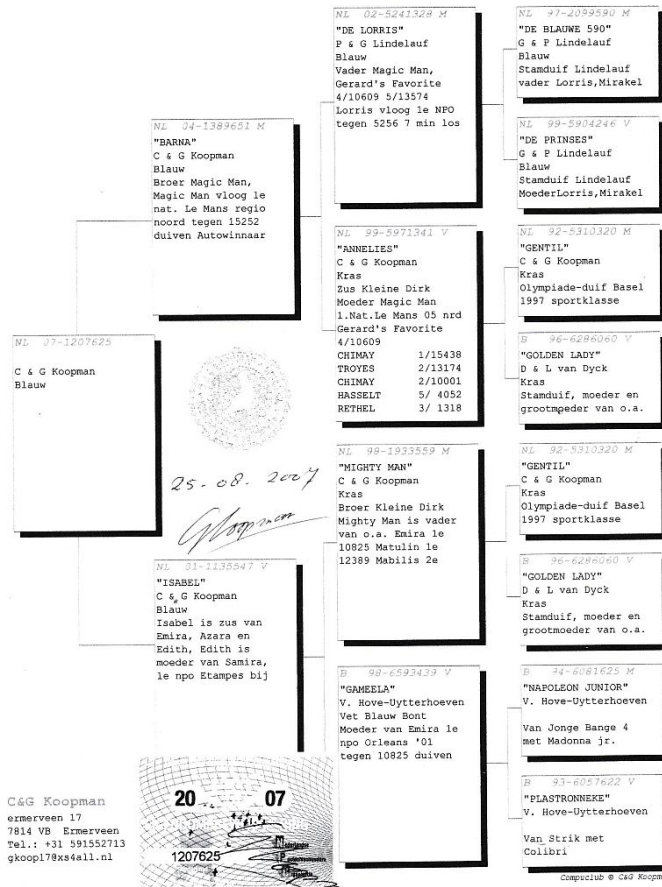 NL 07-1207625
C & G Koopman
Blauw
NL 04-1389651 M
"BARNA"
C & G Koopman
Blauw
Broer Magic Man,
Magic Man vloog 1e
nat. Le Mans regio
noord tegen 15252
duiven Autowinnaar
NL 01-1135547 V
"ISABEL"
C & G Koopman
Blauw
Isabel is zus van
Emira, Azara en
Edith, Edith is
moeder van Samira,
1e npo Etampes bij
NL 02-5241328 M
"DE LORRIS"
P & G Lindelauf
Blauw
Vader Magic Man,
Gerard's Favorite
4/10609 5/13574
Lorris vloog 1e NPO
tegen 5256 7 min los
NL 99-5971341 V
"ANNELIES"
C & G Koopman
Kras
Zus Kleine Dirk
Moeder Magic Man
1.Nat.Le Mans 05 nrd
Gerard's Favorite
4/10609
CHIMAY 1/15438
TROYES 2/13174
CHIMAY 2/10001
HASSELT 5/ 4052
RETHEL 3/ 1318
NL 98-1933559 M
"MIGHTY MAN"
C & G Koopman
Kras
Broer Kleine Dirk
Mighty Man is vader
van o.a. Emira 1e
10825 Matulin 1e
12389 Mabilis 2e
B 98-6593439 V
"GAMEELA"
V. Hove-Uytterhoeven
Vet Blauw Bont
Moeder van Emira 1e
npo Orleans '01
tegen 10825 duiven
NL 97-2099590 M
"DE BLAUWE 590"
G & P Lindelauf
Blauw
Stamduif Lindelauf
vader Lorris,Mirakel
NL 99-5904246 V
"DE PRINSES"
G & P Lindelauf
Blauw
Stamduif Lindelauf
MoederLorris,Mirakel
NL 92-5310320 M
"GENTIL"
C & G Koopman
Kras
Olympiade-duif Basel
1997 sportklasse
B 96-6286060 V
"GOLDEN LADY"
D & L van Dyck
Kras
Stamduif, moeder en
grootmoeder van o.a.
NL 92-5310320 M
"GENTIL"
C & G Koopman
Kras
Olympiade-duif Basel
1997 sportklasse
B 96-6286060 V
"GOLDEN LADY"
D & L van Dyck
Kras
Stamduif, moeder en
grootmoeder van o.a.
B 94-6081625 M
"NAPOLEON JUNIOR"
V. Hove-Uytterhoeven
Van Jonge Bange 4
met Madonna jr.
B 93-6057622 V
"PLASTRONNEKE"
V. Hove-Uytterhoeven
Van Strik met
Colibri
25-08-2007
GKoopman
C&G Koopman
ermerveen 17
7814 VB Ermerveen
Tel.: +31 591552713
gkoop17@xs4all.nl
20 07
1207625
Compuclub © C&G Koopm